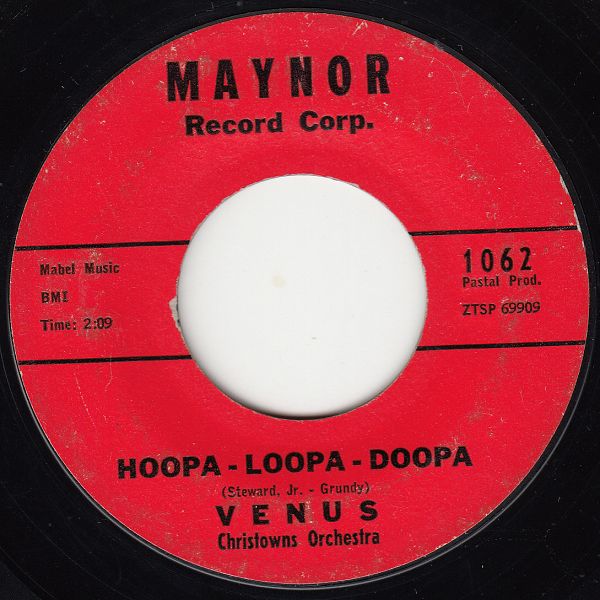 MAYNOR
Record Corp.
Mabel Music
BMI
Time: 2:09
1062
Pastal Prod.
ZTSP 69909
HOOPA - LOOPA - DOOPA
(Steward, Jr. - Grundy)
VENUS
Christowns Orchestra